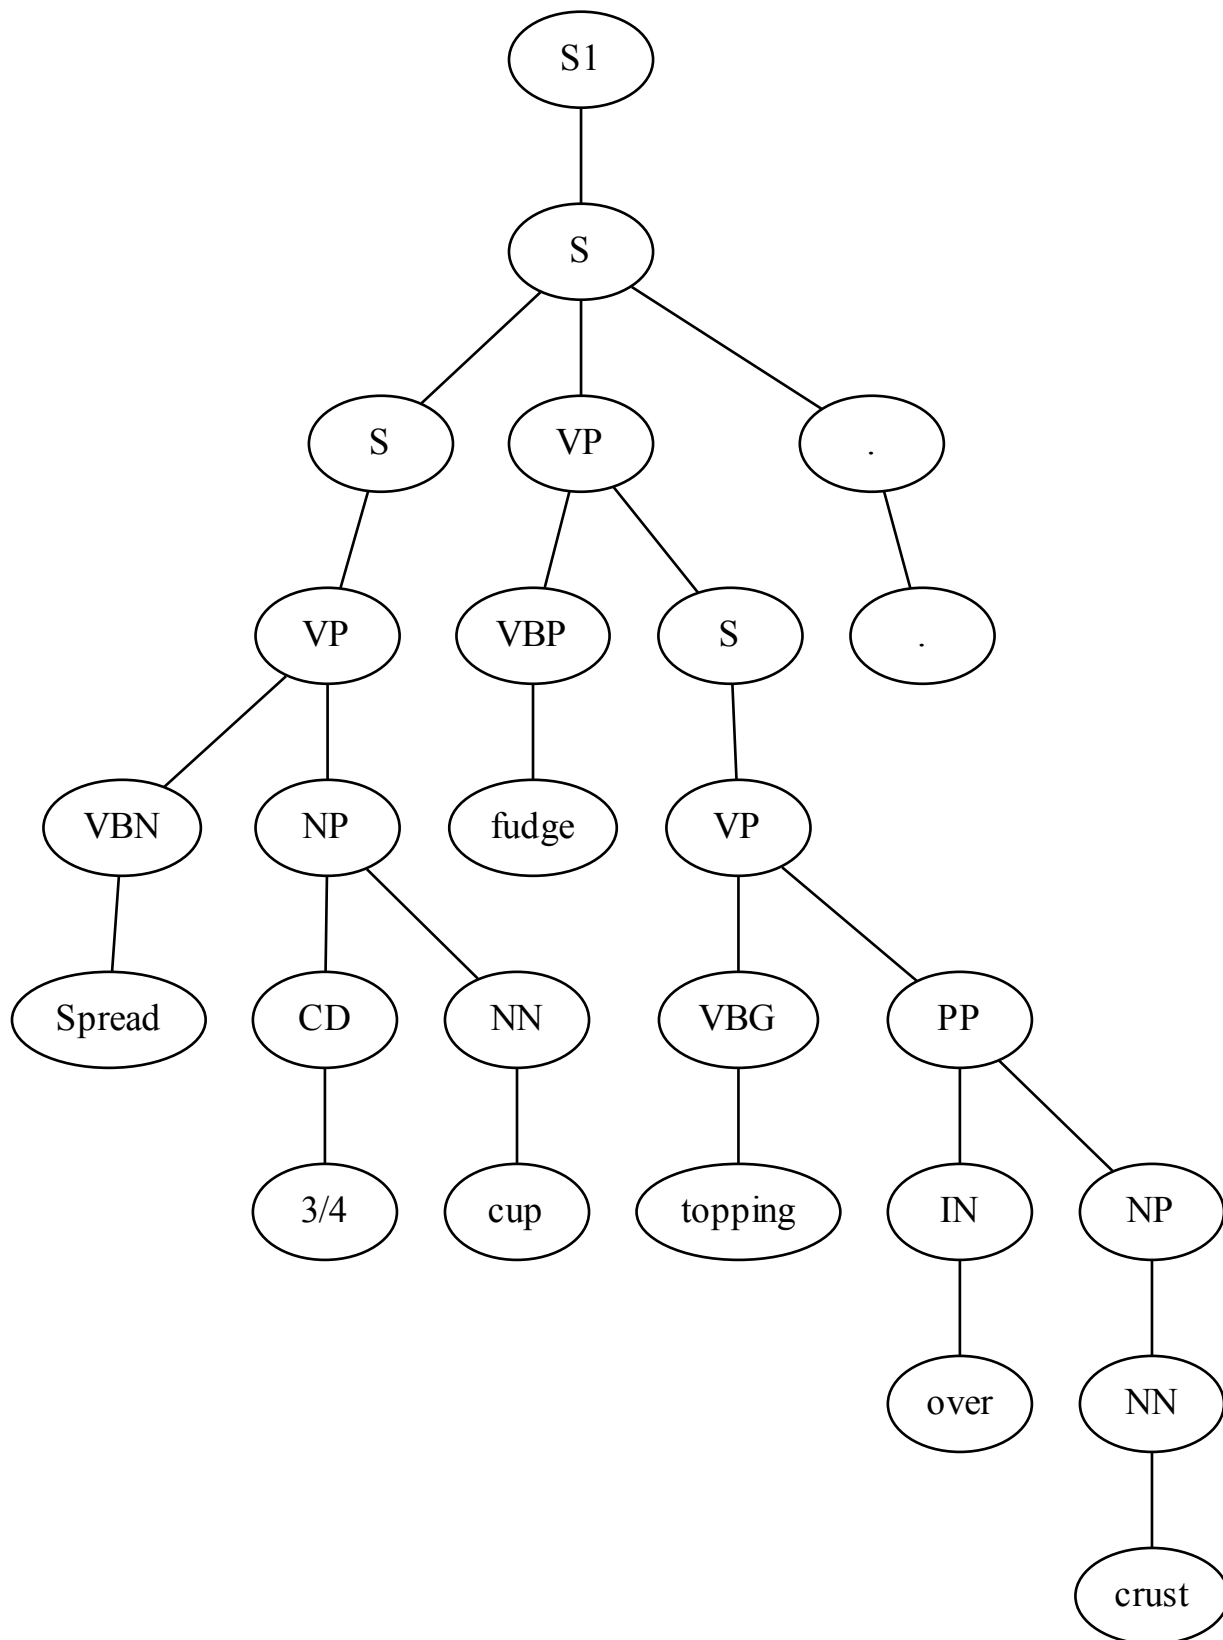 S1
S
S VP .
VP VBP S .
VBN NP fudge VP
Spread CD NN VBG PP
3/4 cup topping IN NP
over NN
crust